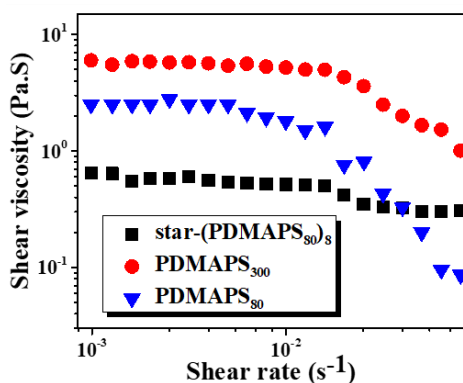 Shear viscosity (Pa.S)
10¹
10⁰
10⁻¹
star-(PDMAPS₈₀)₈
PDMAPS₃₀₀
PDMAPS₈₀
10⁻³
10⁻²
Shear rate (s⁻¹)